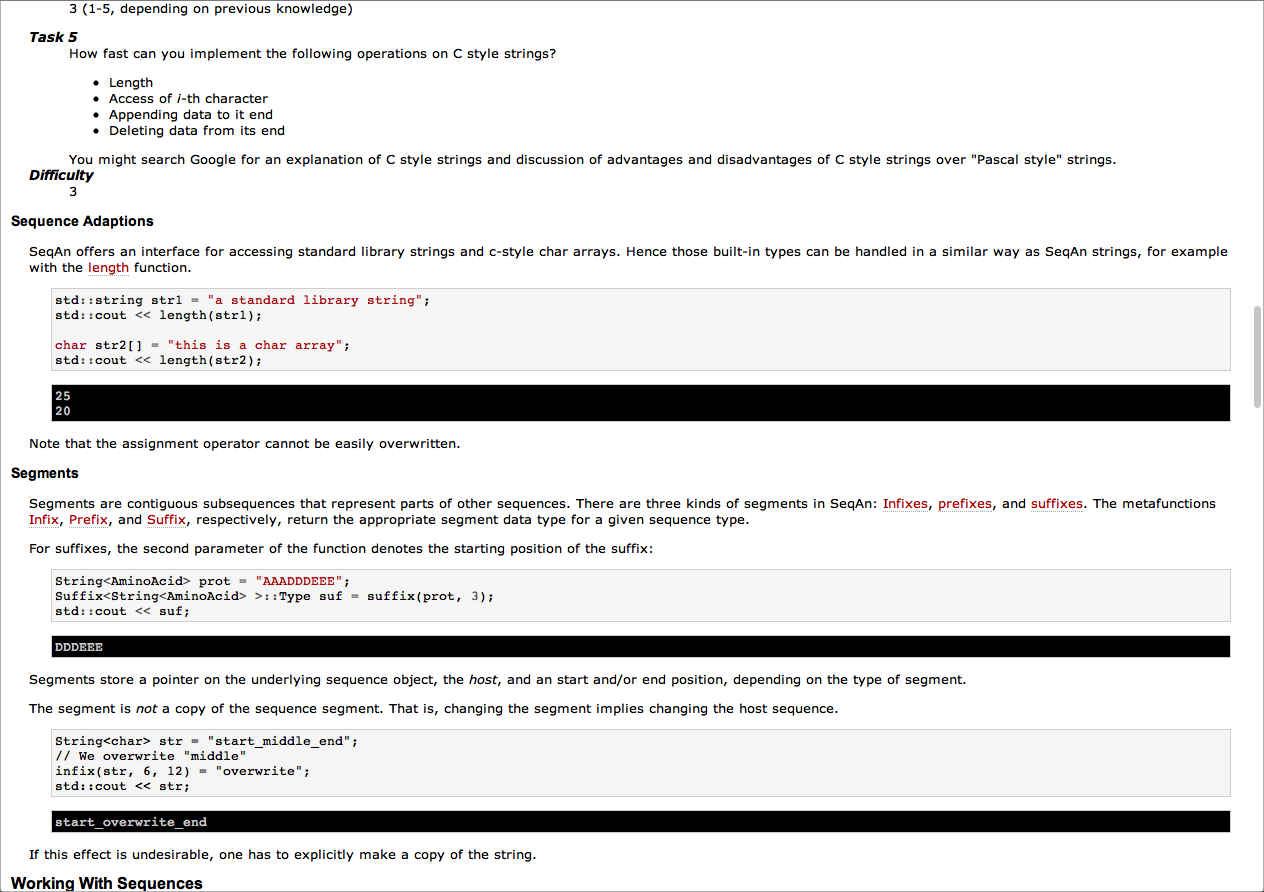 3 (1-5, depending on previous knowledge)
Task 5
How fast can you implement the following operations on C style strings?
• Length
• Access of i-th character
• Appending data to it end
• Deleting data from its end
You might search Google for an explanation of C style strings and discussion of advantages and disadvantages of C style strings over "Pascal style" strings.
Difficulty
3
Sequence Adaptions
SeqAn offers an interface for accessing standard library strings and c-style char arrays. Hence those built-in types can be handled in a similar way as SeqAn strings, for example
with the length function.
std::string str1 = "a standard library string";
std::cout << length(str1);
char str2[] = "this is a char array";
std::cout << length(str2);
25
20
Note that the assignment operator cannot be easily overwritten.
Segments
Segments are contiguous subsequences that represent parts of other sequences. There are three kinds of segments in SeqAn: Infixes, prefixes, and suffixes. The metafunctions
Infix, Prefix, and Suffix, respectively, return the appropriate segment data type for a given sequence type.
For suffixes, the second parameter of the function denotes the starting position of the suffix:
String<AminoAcid> prot = "AAADDDEEE";
Suffix<String<AminoAcid> >::Type suf = suffix(prot, 3);
std::cout << suf;
DDDEEE
Segments store a pointer on the underlying sequence object, the host, and an start and/or end position, depending on the type of segment.
The segment is not a copy of the sequence segment. That is, changing the segment implies changing the host sequence.
String<char> str = "start_middle_end";
// We overwrite "middle"
infix(str, 6, 12) = "overwrite";
std::cout << str;
start_overwrite_end
If this effect is undesirable, one has to explicitly make a copy of the string.
Working With Sequences